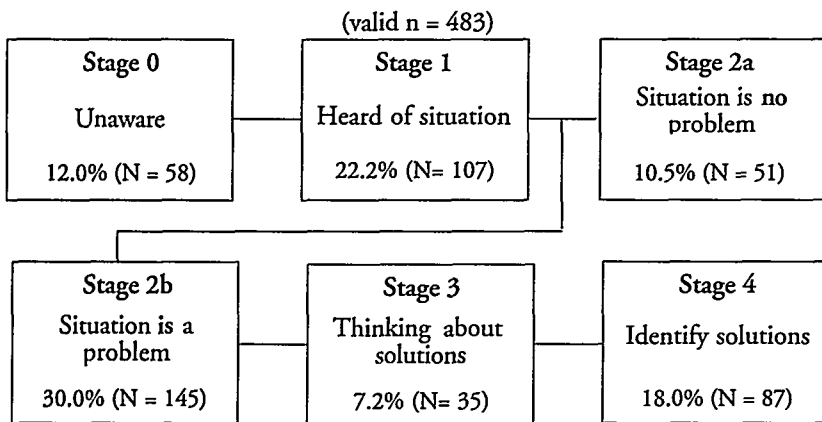 (valid n = 483)
Stage 0
Unaware
12.0% (N = 58)
Stage 1
Heard of situation
22.2% (N= 107)
Stage 2a
Situation is no
problem
10.5% (N = 51)
Stage 2b
Situation is a
problem
30.0% (N = 145)
Stage 3
Thinking about
solutions
7.2% (N= 35)
Stage 4
Identify solutions
18.0% (N = 87)